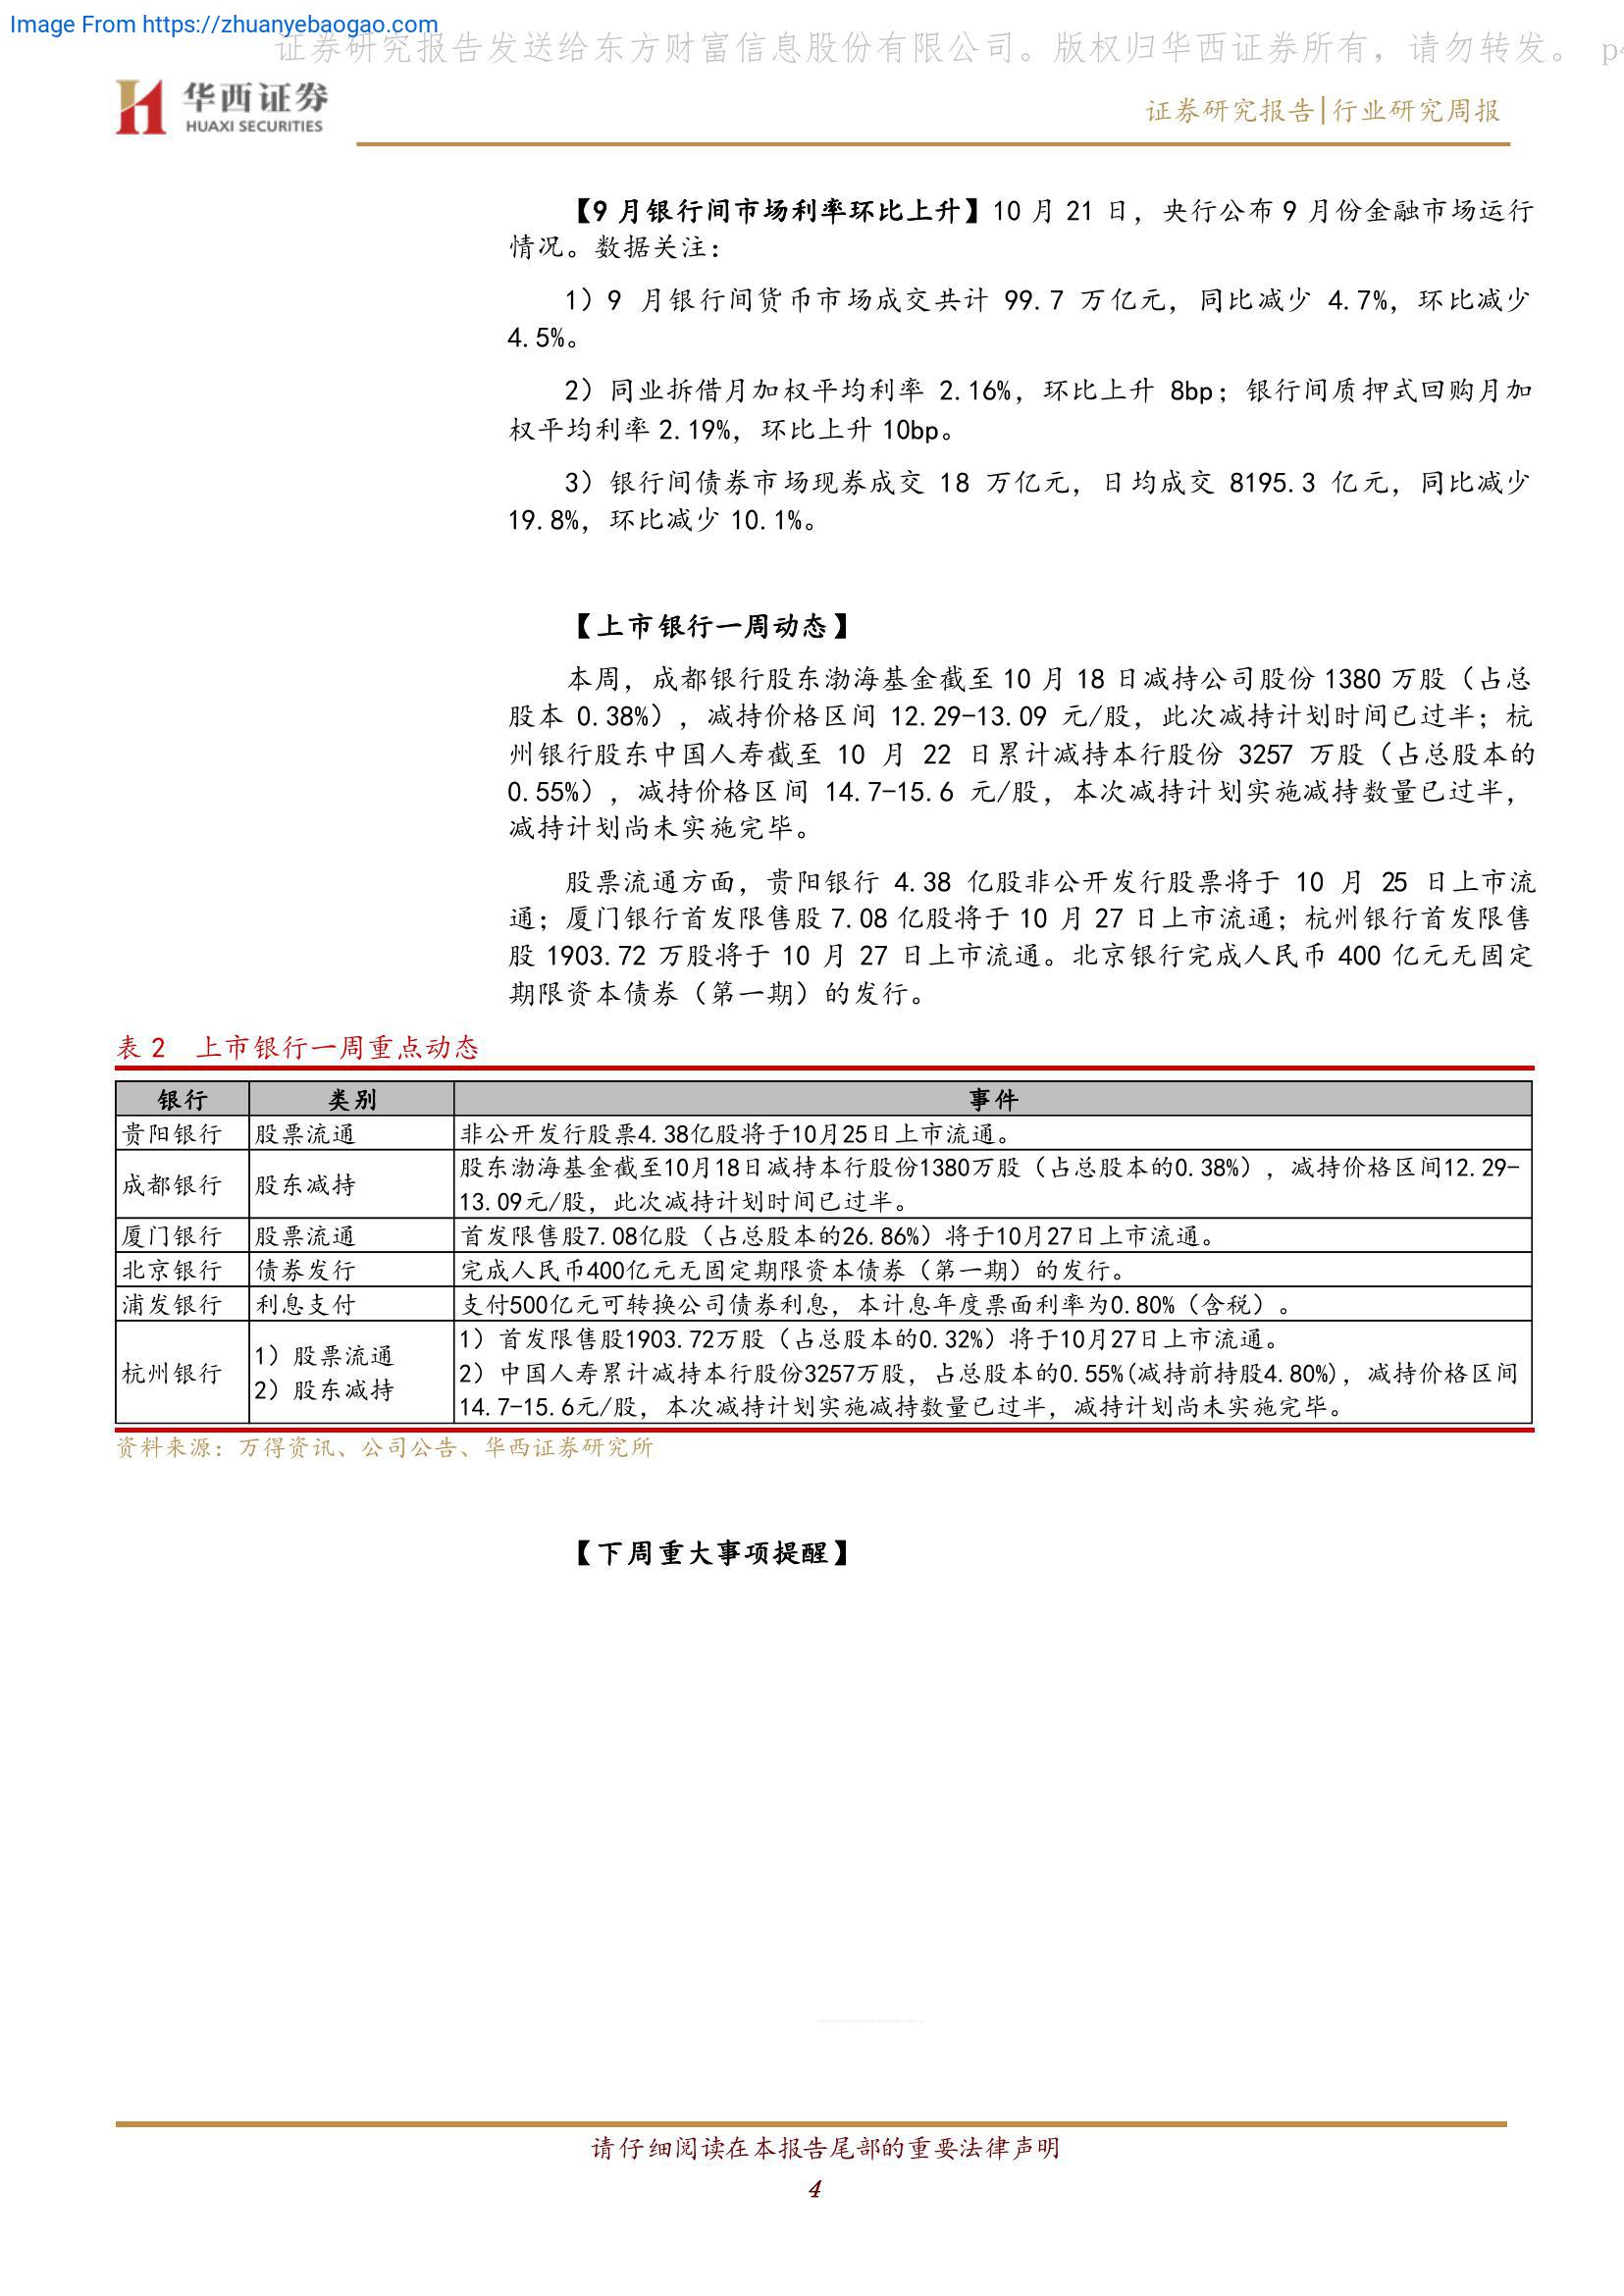 Image From https://zhuanyebaogao.com
证券研究报告发送给东方财富信息股份有限公司。版权归华西证券所有，请勿转发。 p4
华西证券
HUAXI SECURITIES
证券研究报告|行业研究周报
【9 月银行间市场利率环比上升】10 月 21 日，央行公布 9 月份金融市场运行
情况。数据关注：
1）9 月银行间货币市场成交共计 99.7 万亿元，同比减少 4.7%，环比减少
4.5%。
2）同业拆借月加权平均利率 2.16%，环比上升 8bp；银行间质押式回购月加
权平均利率 2.19%，环比上升 10bp。
3）银行间债券市场现券成交 18 万亿元，日均成交 8195.3 亿元，同比减少
19.8%，环比减少 10.1%。
【上市银行一周动态】
本周，成都银行股东渤海基金截至 10 月 18 日减持公司股份 1380 万股（占总
股本 0.38%），减持价格区间 12.29-13.09 元/股，此次减持计划时间已过半；杭
州银行股东中国人寿截至 10 月 22 日累计减持本行股份 3257 万股（占总股本的
0.55%），减持价格区间 14.7-15.6 元/股，本次减持计划实施减持数量已过半，
减持计划尚未实施完毕。
股票流通方面，贵阳银行 4.38 亿股非公开发行股票将于 10 月 25 日上市流
通；厦门银行首发限售股 7.08 亿股将于 10 月 27 日上市流通；杭州银行首发限售
股 1903.72 万股将于 10 月 27 日上市流通。北京银行完成人民币 400 亿元无固定
期限资本债券（第一期）的发行。
表 2 上市银行一周重点动态
银行 类别 事件
贵阳银行 股票流通 非公开发行股票4.38亿股将于10月25日上市流通。
成都银行 股东减持 股东渤海基金截至10月18日减持本行股份1380万股（占总股本的0.38%），减持价格区间12.29-
13.09元/股，此次减持计划时间已过半。
厦门银行 股票流通 首发限售股7.08亿股（占总股本的26.86%）将于10月27日上市流通。
北京银行 债券发行 完成人民币400亿元无固定期限资本债券（第一期）的发行。
浦发银行 利息支付 支付500亿元可转换公司债券利息，本计息年度票面利率为0.80%（含税）。
杭州银行
1）股票流通
2）股东减持
1）首发限售股1903.72万股（占总股本的0.32%）将于10月27日上市流通。
2）中国人寿累计减持本行股份3257万股，占总股本的0.55%(减持前持股4.80%)，减持价格区间
14.7-15.6元/股，本次减持计划实施减持数量已过半，减持计划尚未实施完毕。
资料来源：万得资讯、公司公告、华西证券研究所
【下周重大事项提醒】
请仔细阅读在本报告尾部的重要法律声明
4